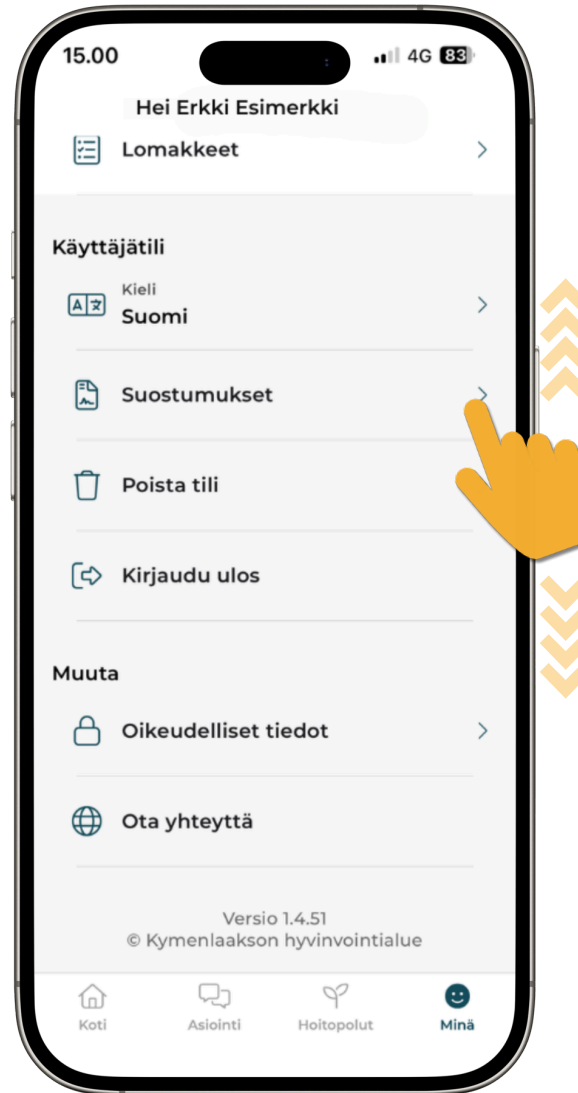 15.00
4G 83
Hei Erkki Esimerkki
Lomakkeet
Käyttäjätili
Kieli
Suomi
Suostumukset
Poista tili
Kirjaudu ulos
Muuta
Oikeudelliset tiedot
Ota yhteyttä
Versio 1.4.51
© Kymenlaakson hyvinvointialue
Koti Asiointi Hoitopolut Minä